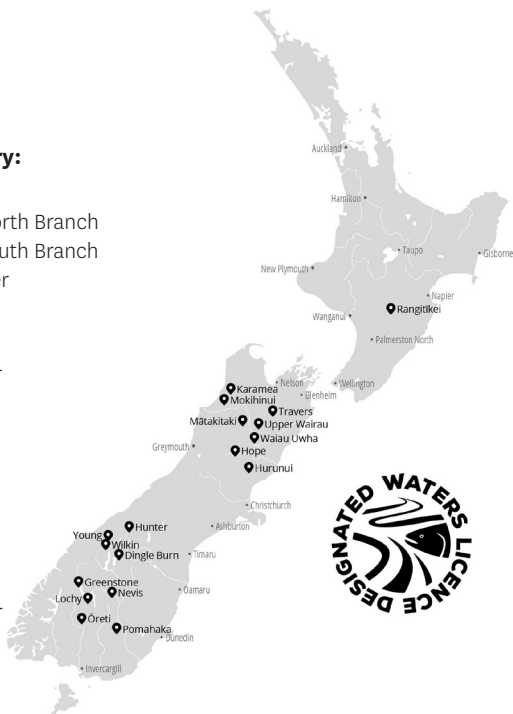 ry:
orth Branch
uth Branch
er
Auckland
Hamilton
Taupo
Gisborne
New Plymouth
Napier
Rangitīkei
Wanganui
Palmerston North
Nelson
Wellington
Karamea
Blenheim
Mokihinui
Travers
Mātakitaki
Upper Wairau
Waiau Uwha
Greymouth
Hope
Hurunui
Christchurch
Hunter
Ashburton
Young
Wilkin
Dingle Burn
Timaru
Greenstone
Nevis
Oamaru
Lochy
Ōreti
Pomahaka
Dunedin
Invercargill
DESIGNATED WATERS LICENCE